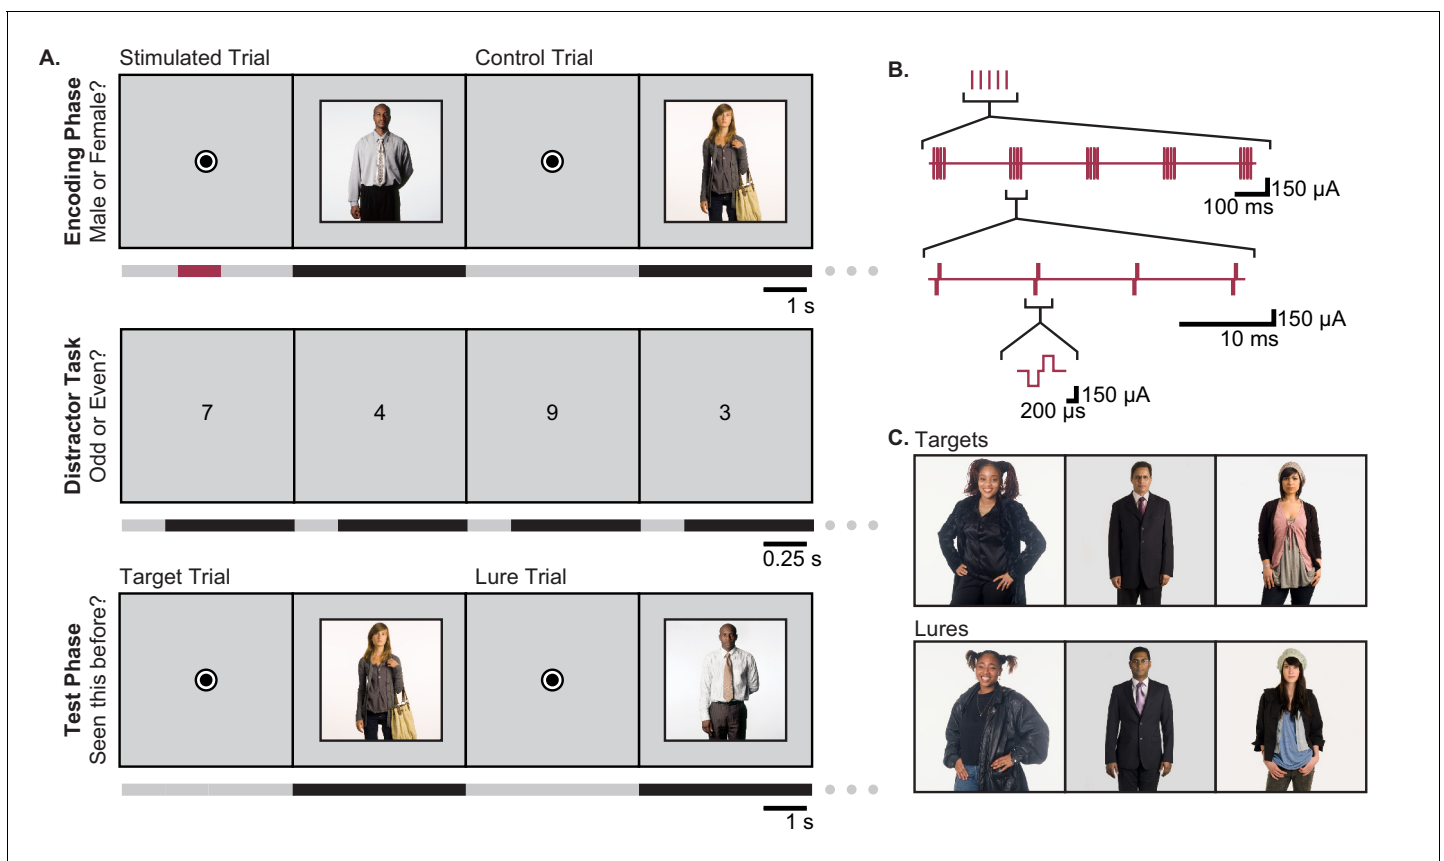 A.
Stimulated Trial
Control Trial
Encoding Phase
Male or Female?
1 s
Distractor Task
Odd or Even?
7
4
9
3
0.25 s
Target Trial
Lure Trial
Test Phase
Seen this before?
1 s
B.
150 µA
100 ms
150 µA
10 ms
150 µA
200 µs
C. Targets
Lures